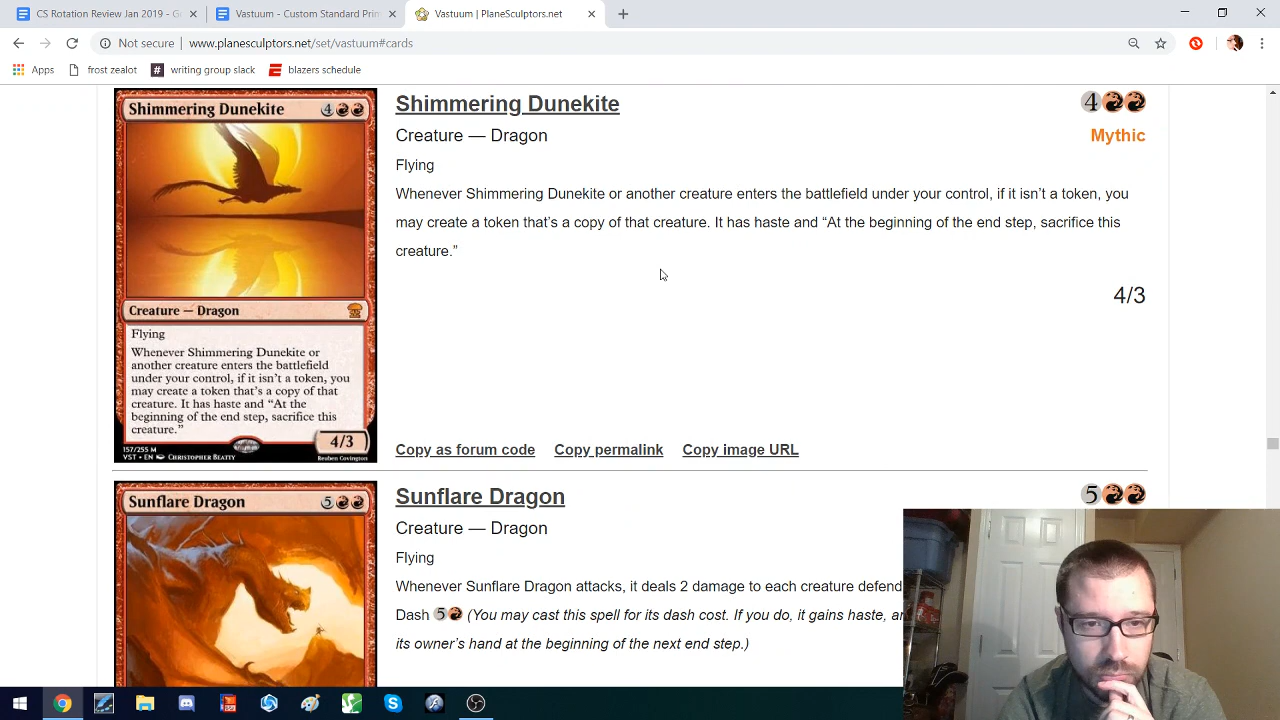 CS Rotation Review Jan 2019 - G
Vastuum - Custom Standard Prin
Vastuum | PlaneSculptors.net
Not secure | www.planesculptors.net/set/vastuum#cards
Apps frost zealot writing group slack blazers schedule
Shimmering Dunekite 4
Creature — Dragon
Flying
Whenever Shimmering Dunekite or
another creature enters the battlefield
under your control, if it isn't a token, you
may create a token that's a copy of that
creature. It has haste and “At the
beginning of the end step, sacrifice this
creature.”
4/3
157/255 M
VST • EN CHRISTOPHER BEATTY
Reuben Covington
Shimmering Dunekite 4
Creature — Dragon Mythic
Flying
Whenever Shimmering Dunekite or another creature enters the battlefield under your control, if it isn’t a token, you
may create a token that’s a copy of that creature. It has haste and “At the beginning of the end step, sacrifice this
creature.”
4/3
Copy as forum code Copy permalink Copy image URL
Sunflare Dragon 5
Sunflare Dragon 5
Creature — Dragon
Flying
Whenever Sunflare Dragon attacks, it deals 2 damage to each creature defend
Dash 5 (You may cast this spell for its dash cost. If you do, it gains haste, a
its owner's hand at the beginning of the next end step.)